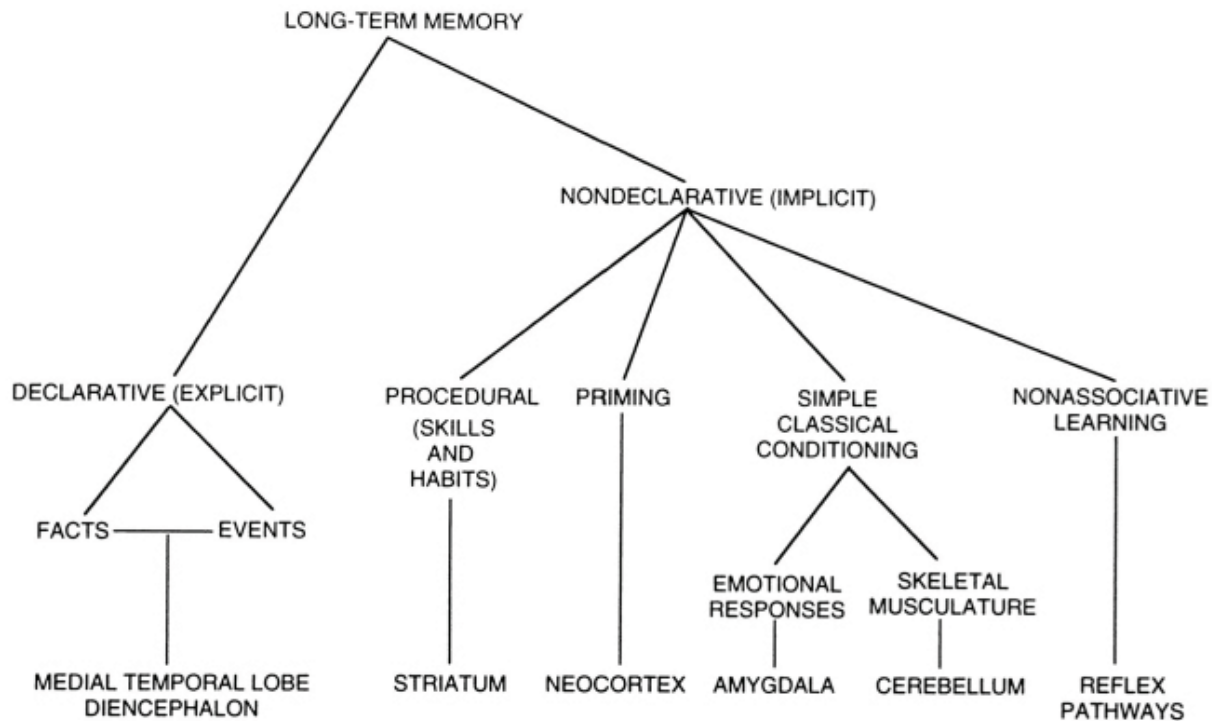 LONG-TERM MEMORY
NONDECLARATIVE (IMPLICIT)
DECLARATIVE (EXPLICIT)
PROCEDURAL
(SKILLS
AND
HABITS)
PRIMING
SIMPLE
CLASSICAL
CONDITIONING
NONASSOCIATIVE
LEARNING
FACTS
EVENTS
EMOTIONAL
RESPONSES
SKELETAL
MUSCULATURE
MEDIAL TEMPORAL LOBE
DIENCEPHALON
STRIATUM
NEOCORTEX
AMYGDALA
CEREBELLUM
REFLEX
PATHWAYS